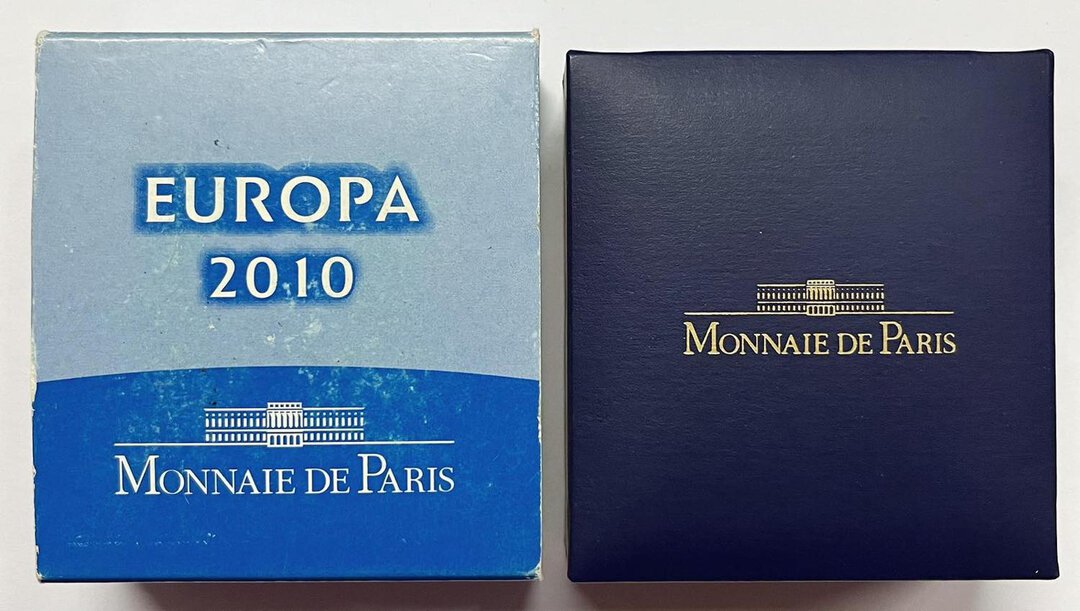 EUROPA
2010
MONNAIE DE PARIS
MONNAIE DE PARIS